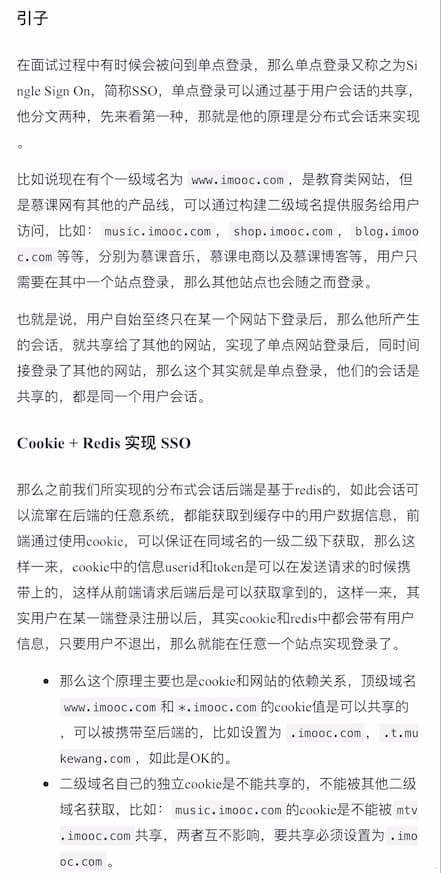 引子
在面试过程中有时候会被问到单点登录，那么单点登录又称之为Si
ngle Sign On，简称SSO，单点登录可以通过基于用户会话的共享，
他分文两种，先来看第一种，那就是他的原理是分布式会话来实现
。
比如说现在有个一级域名为 www.imooc.com，是教育类网站，但
是慕课网有其他的产品线，可以通过构建二级域名提供服务给用户
访问，比如：music.imooc.com，shop.imooc.com，blog.imoo
c.com 等等，分别为慕课音乐，慕课电商以及慕课博客等，用户只
需要在其中一个站点登录，那么其他站点也会随之而登录。
也就是说，用户自始至终只在某一个网站下登录后，那么他所产生
的会话，就共享给了其他的网站，实现了单点网站登录后，同时间
接登录了其他的网站，那么这个其实就是单点登录，他们的会话是
共享的，都是同一个用户会话。
Cookie + Redis 实现 SSO
那么之前我们所实现的分布式会话后端是基于redis的，如此会话可
以流窜在后端的任意系统，都能获取到缓存中的用户数据信息，前
端通过使用cookie，可以保证在同域名的一级二级下获取，那么这
样一来，cookie中的信息userid和token是可以在发送请求的时候携
带上的，这样从前端请求后端后是可以获取拿到的，这样一来，其
实用户在某一端登录注册以后，其实cookie和redis中都会带有用户
信息，只要用户不退出，那么就能在任意一个站点实现登录了。
• 那么这个原理主要也是cookie和网站的依赖关系，顶级域名
www.imooc.com 和 *.imooc.com 的cookie值是可以共享的
，可以被携带至后端的，比如设置为 .imooc.com，.t.mu
kewang.com，如此是OK的。
• 二级域名自己的独立cookie是不能共享的，不能被其他二级
域名获取，比如：music.imooc.com 的cookie是不能被 mtv
.imooc.com 共享，两者互不影响，要共享必须设置为 .imo
oc.com。